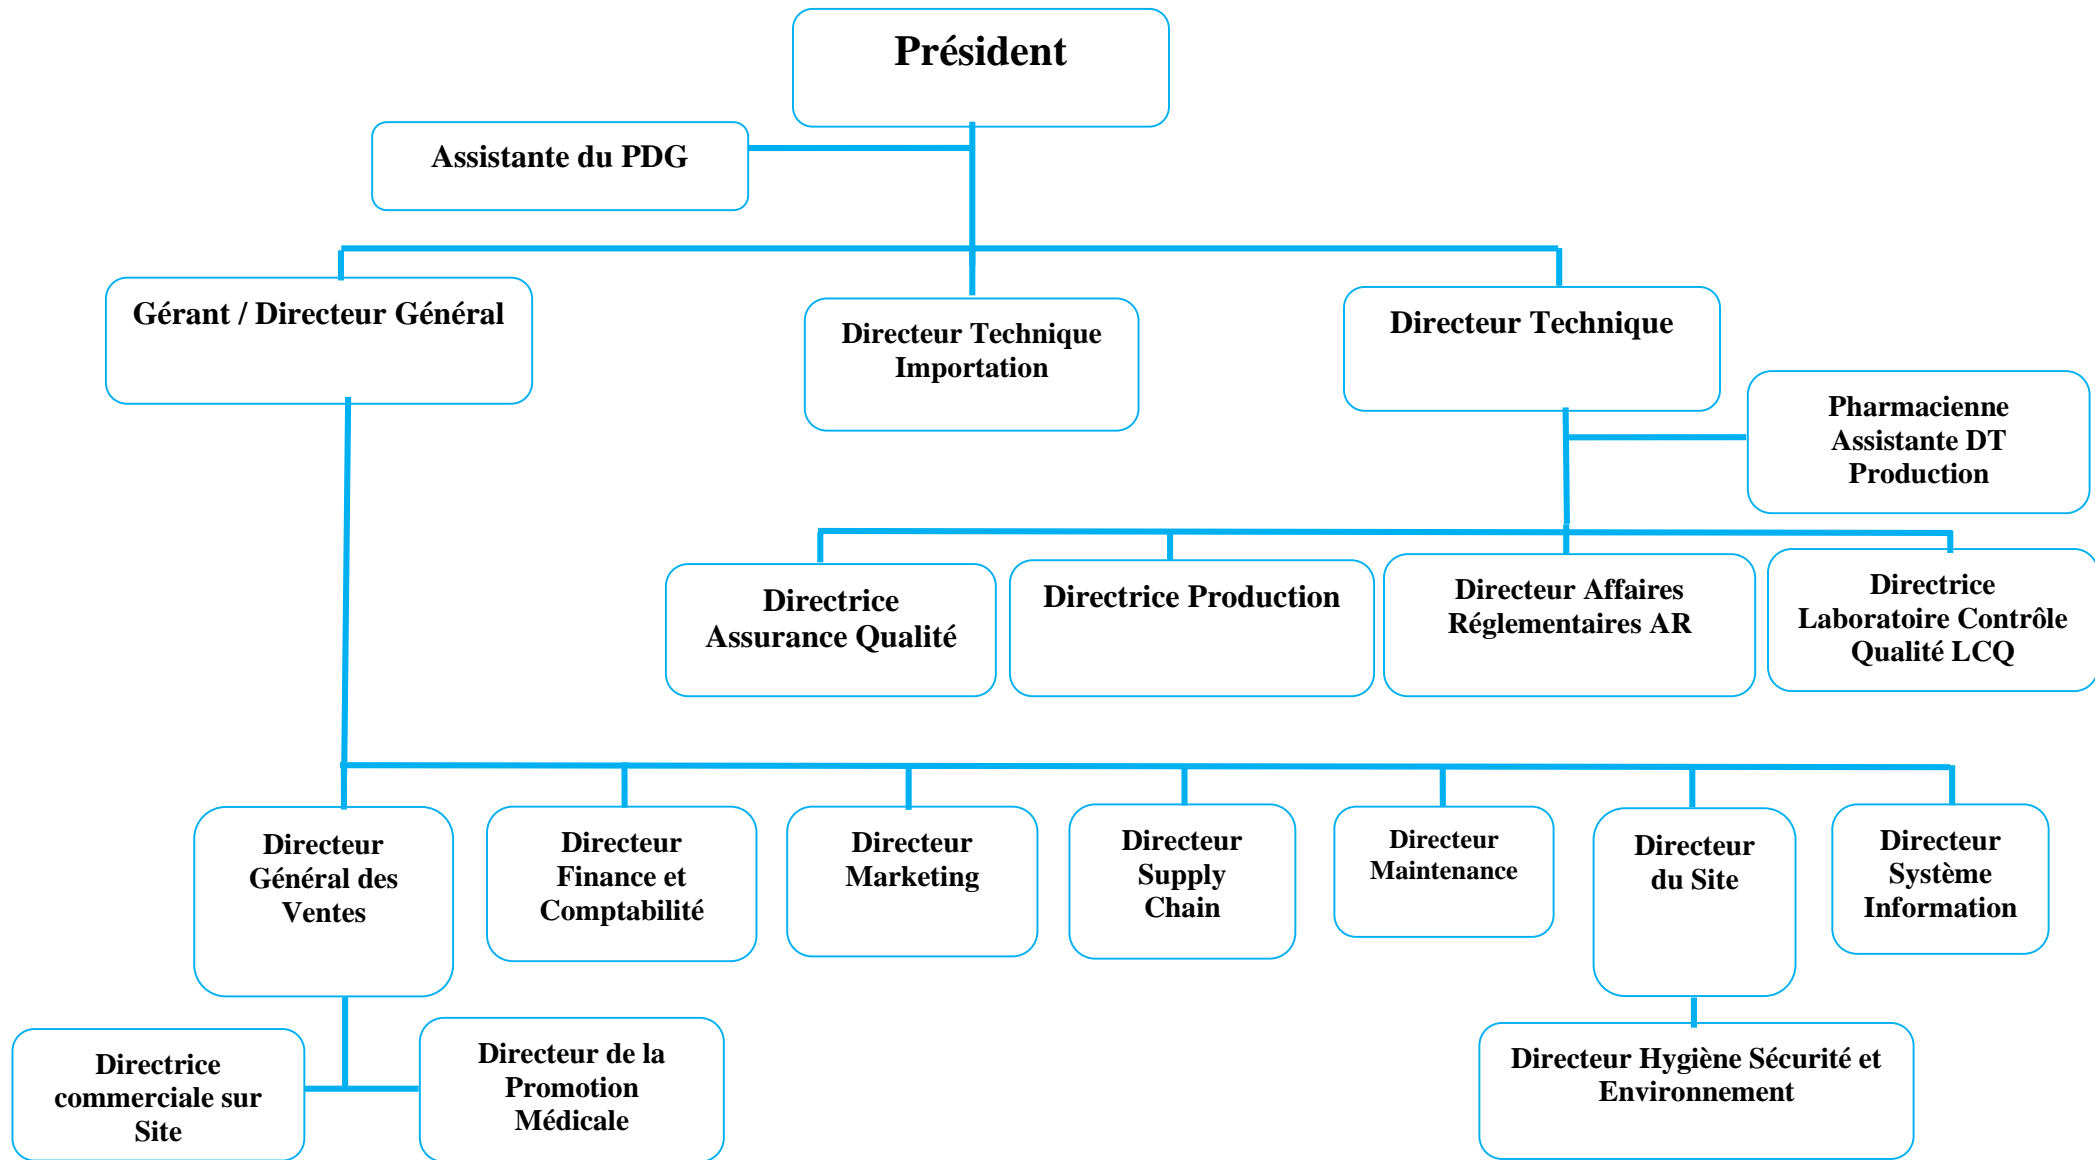 Président
Assistante du PDG
Gérant / Directeur Général
Directeur Technique
Importation
Directeur Technique
Pharmacienne
Assistante DT
Production
Directrice
Assurance Qualité
Directrice Production
Directeur Affaires
Réglementaires AR
Directrice
Laboratoire Contrôle
Qualité LCQ
Directeur
Général des
Ventes
Directeur
Finance et
Comptabilité
Directeur
Marketing
Directeur
Supply
Chain
Directeur
Maintenance
Directeur
du Site
Directeur
Système
Information
Directrice
commerciale sur
Site
Directeur de la
Promotion
Médicale
Directeur Hygiène Sécurité et
Environnement